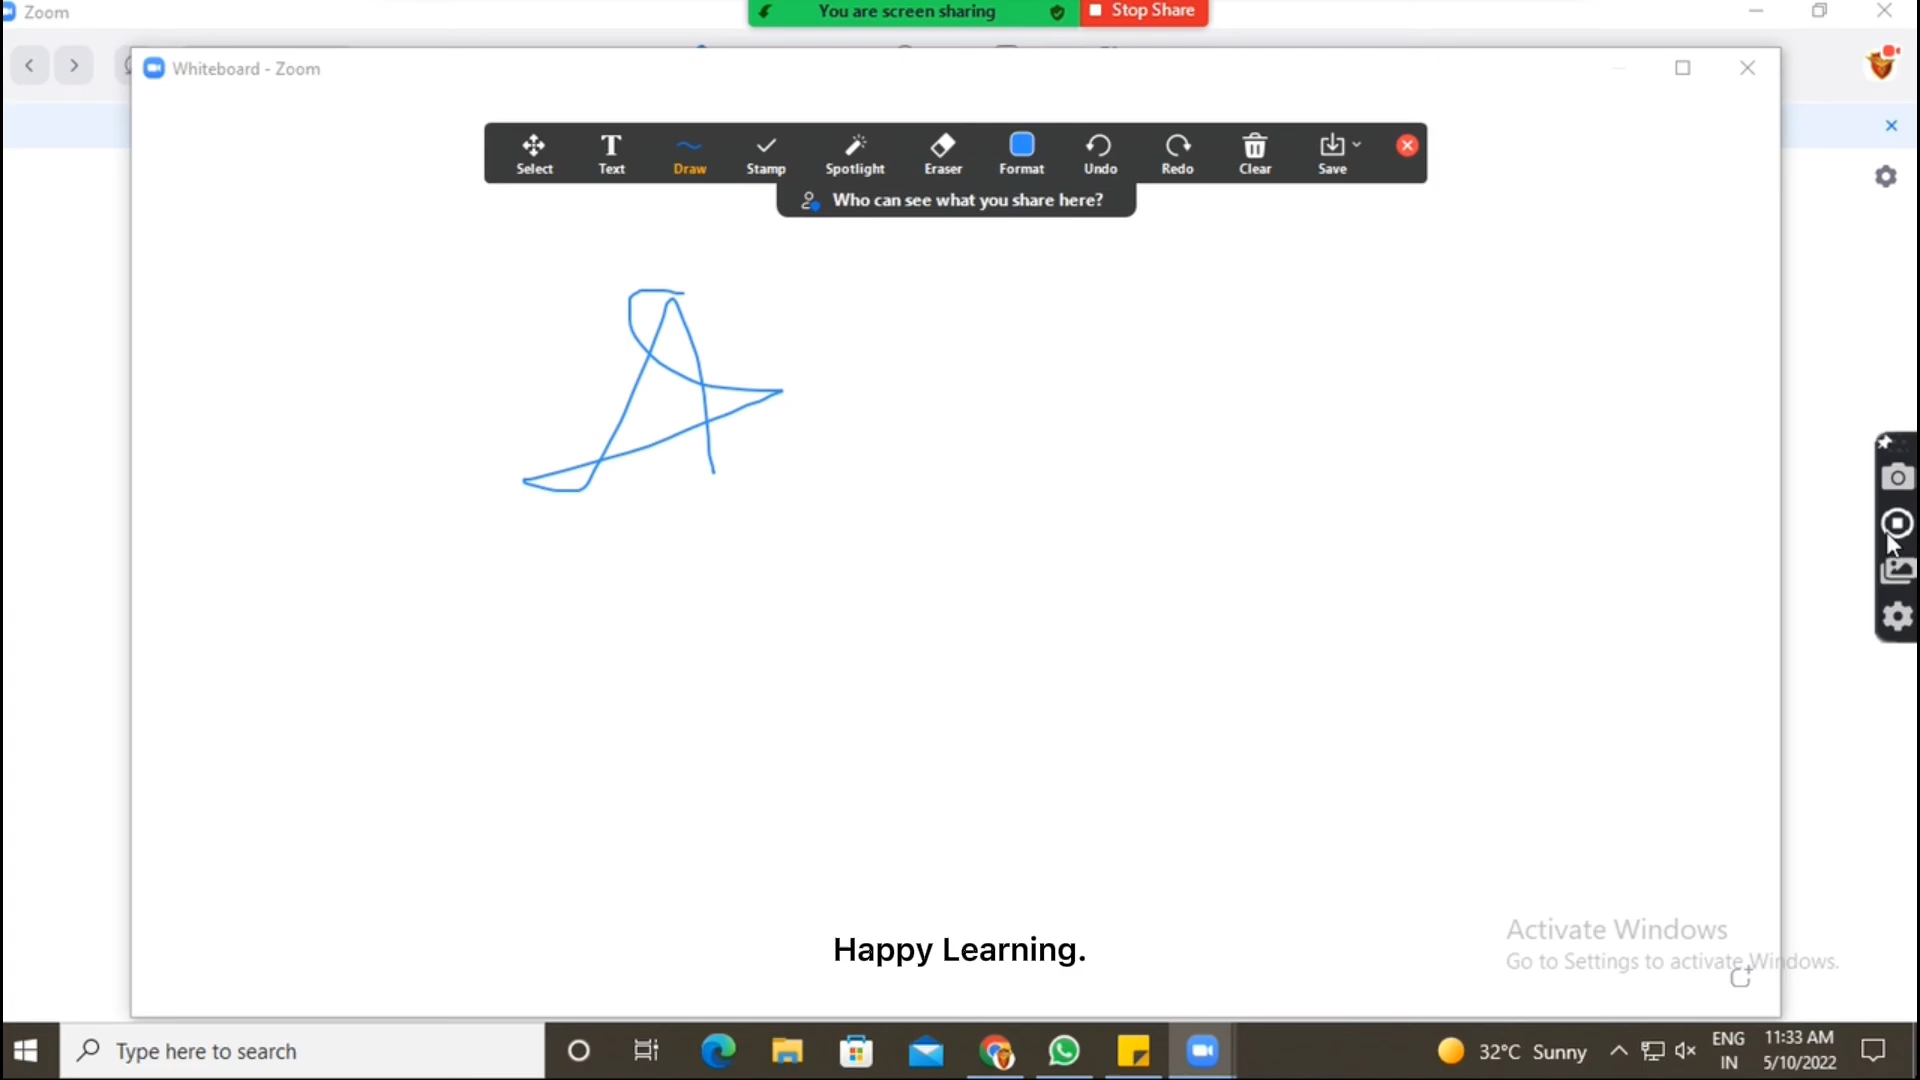 Zoom
You are screen sharing
Stop Share
Whiteboard - Zoom
Select
Text
Draw
Stamp
Spotlight
Eraser
Format
Undo
Redo
Clear
Save
Who can see what you share here?
Happy Learning.
Activate Windows
Go to Settings to activate Windows.
Type here to search
32°C Sunny
ENG
IN
11:33 AM
5/10/2022